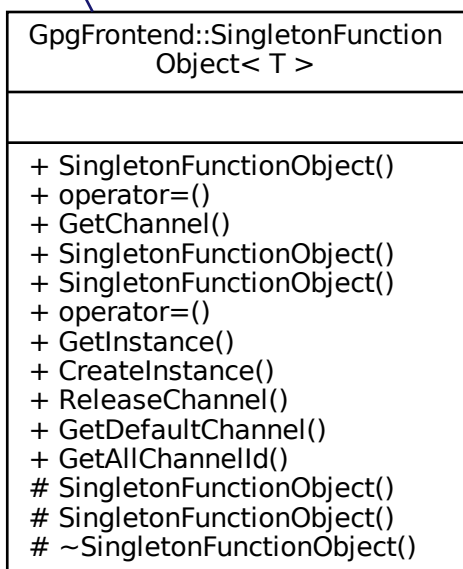 GpgFrontend::SingletonFunction
Object< T >
+ SingletonFunctionObject()
+ operator=()
+ GetChannel()
+ SingletonFunctionObject()
+ SingletonFunctionObject()
+ operator=()
+ GetInstance()
+ CreateInstance()
+ ReleaseChannel()
+ GetDefaultChannel()
+ GetAllChannelId()
# SingletonFunctionObject()
# SingletonFunctionObject()
# ~SingletonFunctionObject()